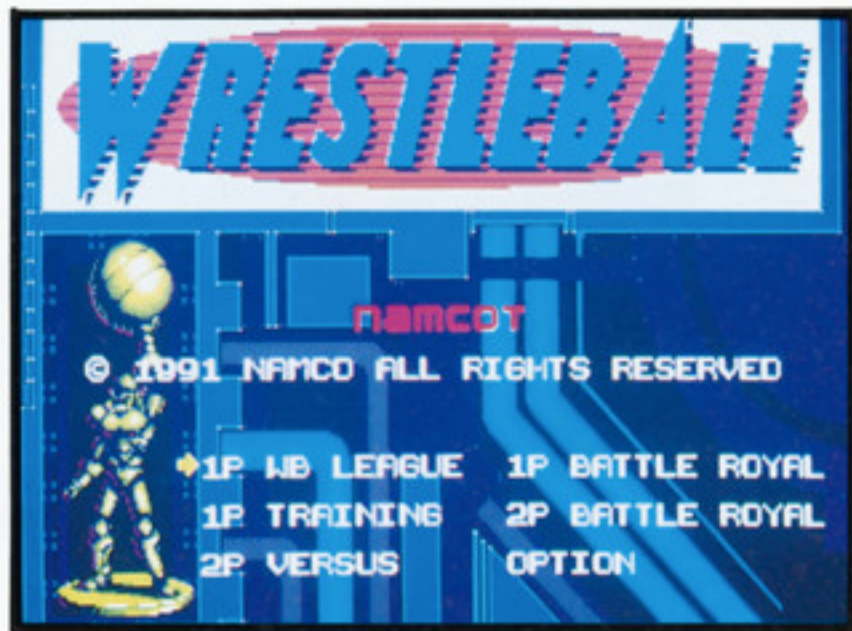 WRESTLEBALL
namcot
© 1991 NAMCO ALL RIGHTS RESERVED
1P WB LEAGUE 1P BATTLE ROYAL
1P TRAINING 2P BATTLE ROYAL
2P VERSUS OPTION